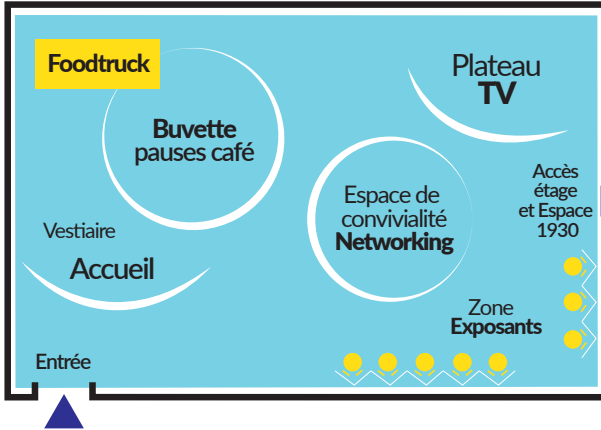 Foodtruck
Plateau
TV
Buvette
pauses café
Accès
étage
et Espace
1930
Espace de
convivialité
Networking
Vestiaire
Accueil
Zone
Exposants
Entrée